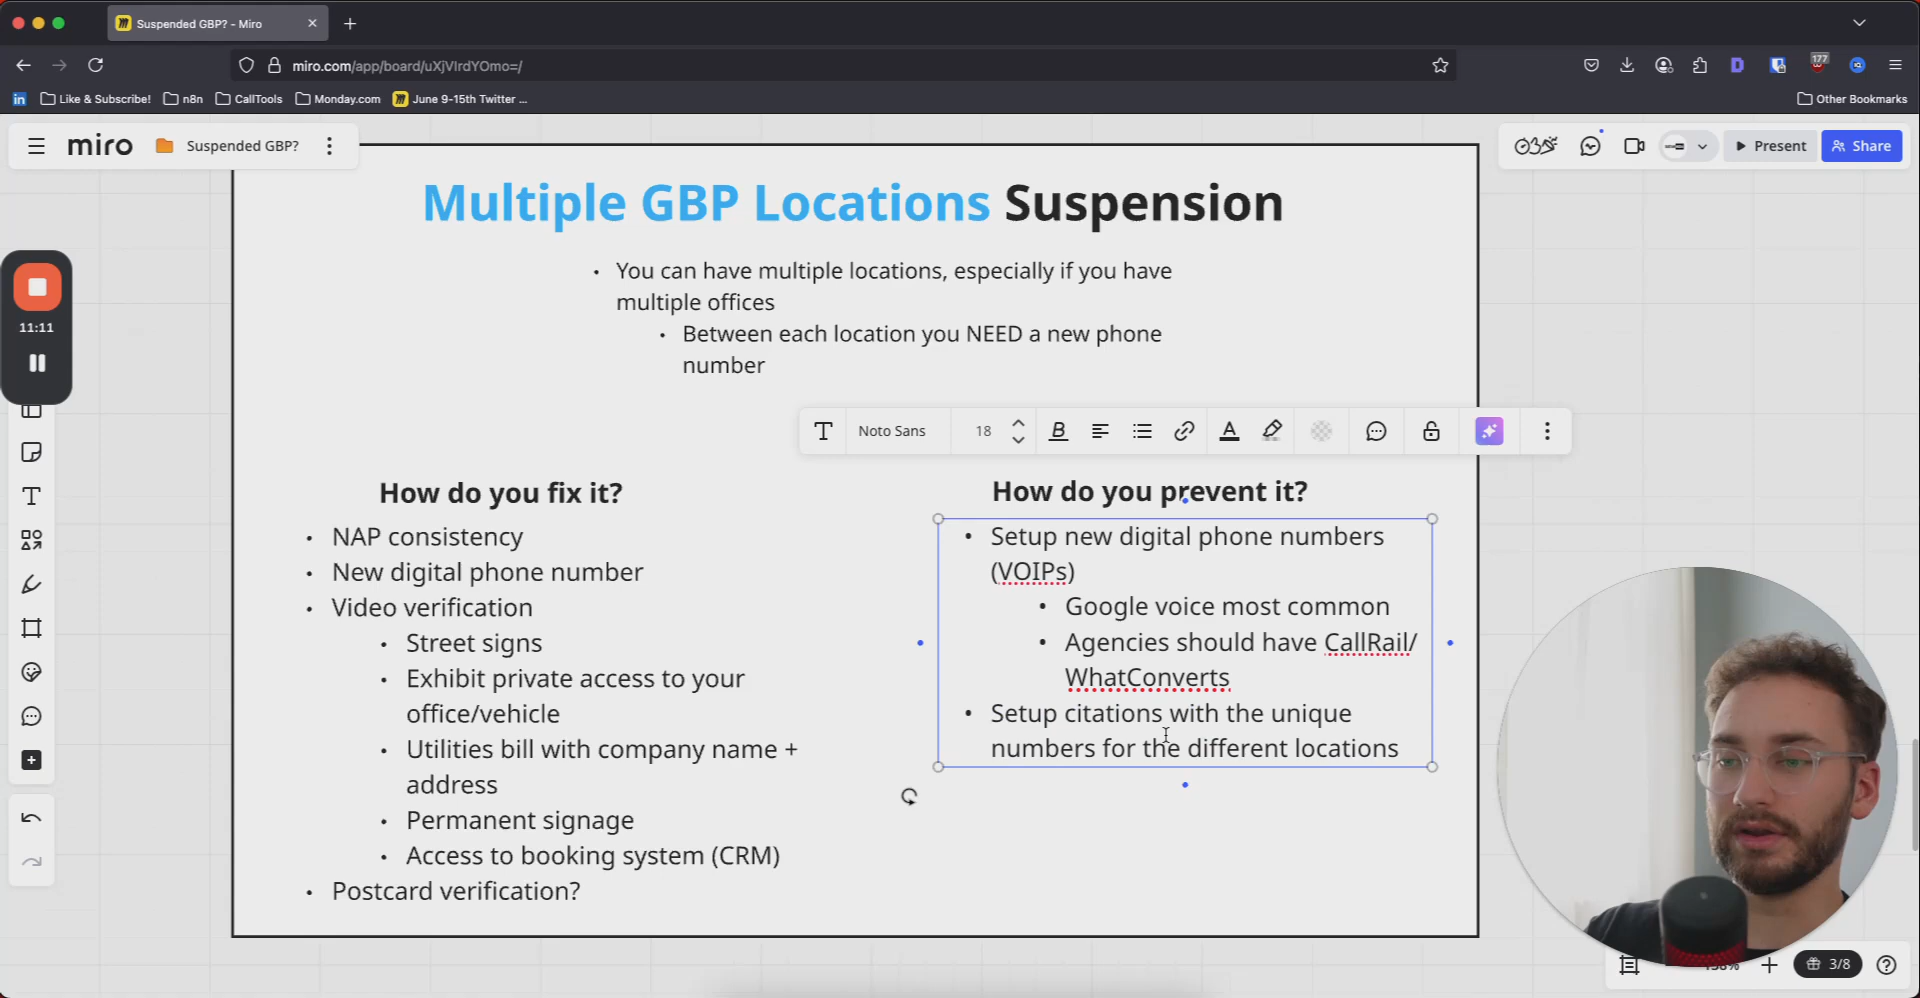 Suspended GBP? - Miro
miro.com/app/board/uXjVIrdYOmo=/
177
Like & Subscribe!
n8n
CallTools
Monday.com
June 9-15th Twitter ...
Other Bookmarks
miro
Suspended GBP?
Present
Share
Multiple GBP Locations Suspension
• You can have multiple locations, especially if you have
multiple offices
• Between each location you NEED a new phone
number
11:11
Noto Sans
18
How do you fix it?
• NAP consistency
• New digital phone number
• Video verification
• Street signs
• Exhibit private access to your
office/vehicle
• Utilities bill with company name +
address
• Permanent signage
• Access to booking system (CRM)
• Postcard verification?
How do you prevent it?
• Setup new digital phone numbers
(VOIPs)
• Google voice most common
• Agencies should have CallRail/
WhatConverts
• Setup citations with the unique
numbers for the different locations
3/8